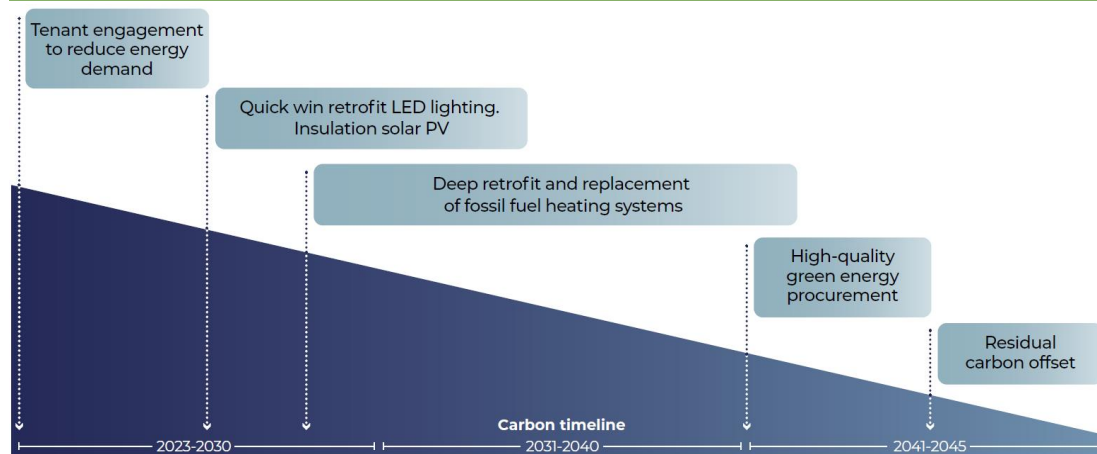 Tenant engagement
to reduce energy
demand
Quick win retrofit LED lighting.
Insulation solar PV
Deep retrofit and replacement
of fossil fuel heating systems
High-quality
green energy
procurement
Residual
carbon offset
Carbon timeline
2023-2030
2031-2040
2041-2045